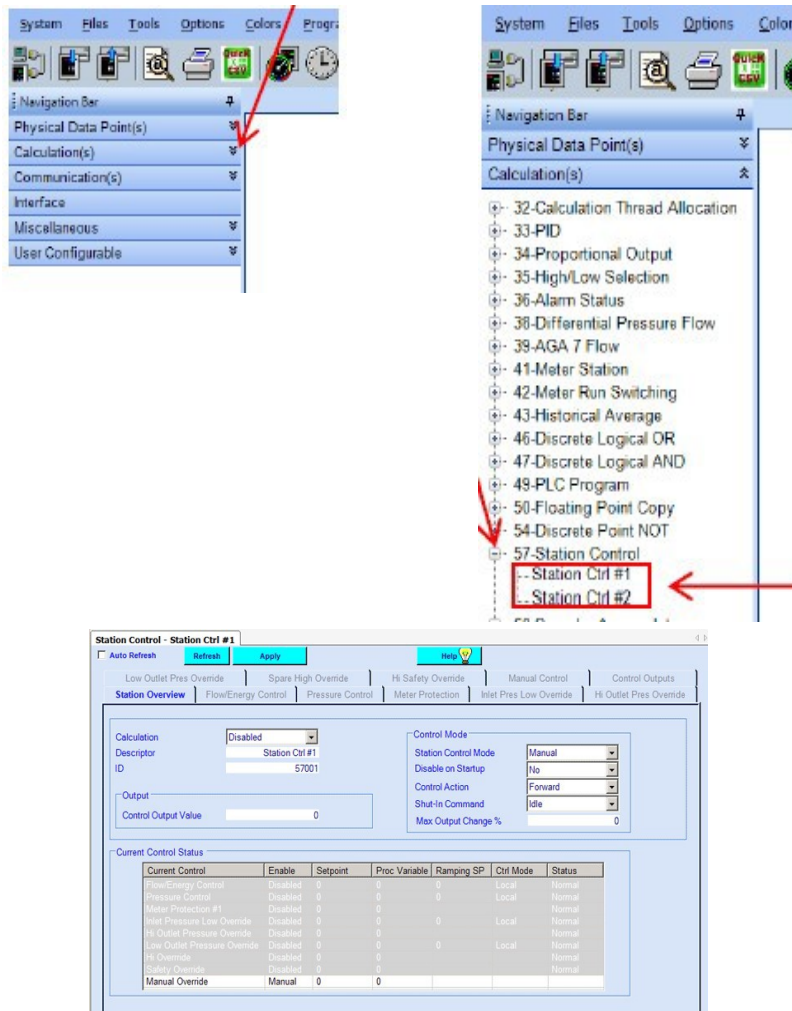 System Files Tools Options Colors Progra
Quick
CSV
Navigation Bar
Physical Data Point(s)
Calculation(s)
Communication(s)
Interface
Miscellaneous
User Configurable
System Files Tools Options Color
Quick
CSV
Navigation Bar
Physical Data Point(s)
Calculation(s)
32-Calculation Thread Allocation
33-PID
34-Proportional Output
35-High/Low Selection
36-Alarm Status
38-Differential Pressure Flow
39-AGA 7 Flow
41-Meter Station
42-Meter Run Switching
43-Historical Average
46-Discrete Logical OR
47-Discrete Logical AND
49-PLC Program
50-Floating Point Copy
54-Discrete Point NOT
57-Station Control
Station Ctrl #1
Station Ctrl #2
Station Control - Station Ctrl #1
Auto Refresh Refresh Apply Help
Low Outlet Pres Override Spare High Override Hi Safety Override Manual Control Control Outputs
Station Overview Flow/Energy Control Pressure Control Meter Protection Inlet Pres Low Override Hi Outlet Pres Override
Calculation Disabled
Descriptor Station Ctrl #1
ID 57001
Output
Control Output Value 0
Control Mode
Station Control Mode Manual
Disable on Startup No
Control Action Forward
Shut-In Command Idle
Max Output Change % 0
Current Control Status
Current Control Enable Setpoint Proc Variable Ramping SP Ctrl Mode Status
Flow/Energy Control Disabled 0 0 0 Local Normal
Pressure Control Disabled 0 0 0 Local Normal
Meter Protection #1 Disabled 0 0 Normal
Inlet Pressure Low Override Disabled 0 0 0 Local Normal
Hi Outlet Pressure Override Disabled 0 0 Normal
Low Outlet Pressure Override Disabled 0 0 0 Local Normal
Hi Override Disabled 0 0 Normal
Safety Override Disabled 0 0 Normal
Manual Override Manual 0 0